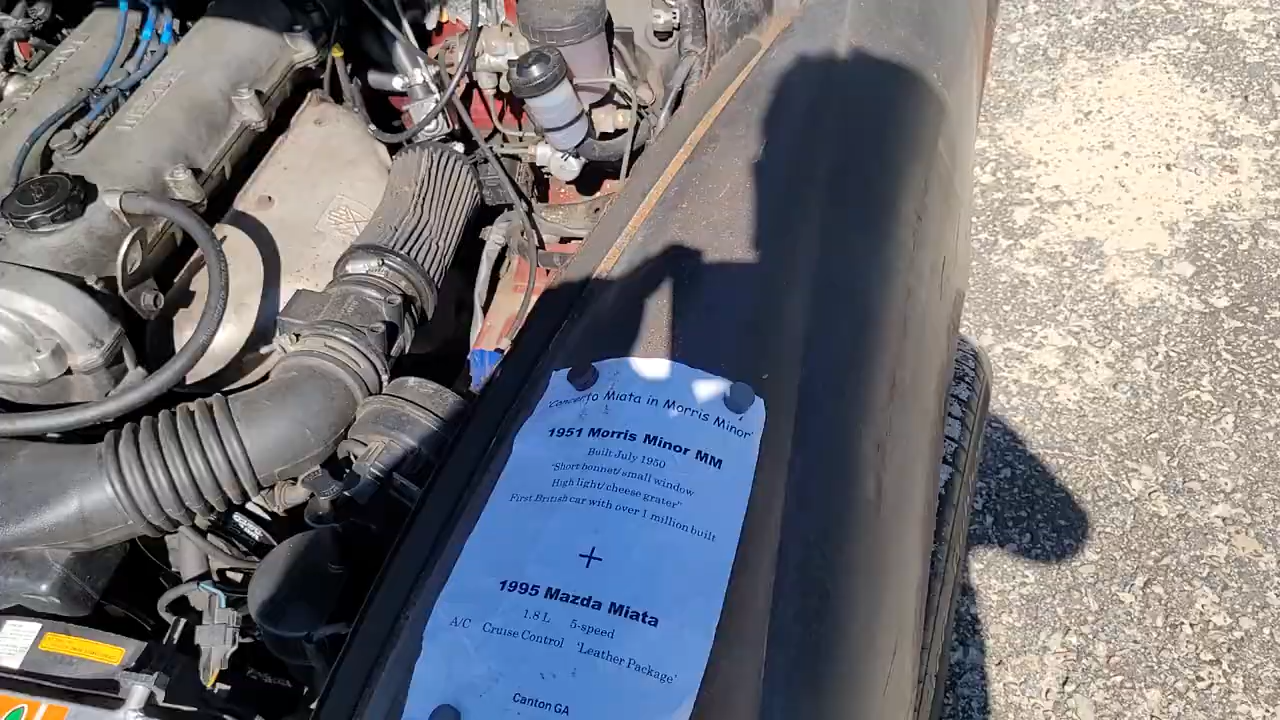 'Concerto Miata in Morris Minor'
1951 Morris Minor MM
Built July 1950
'Short bonnet/small window
High light/cheese grater"
First British car with over 1 million built
+
1995 Mazda Miata
1.8 L 5-speed
A/C Cruise Control 'Leather Package'
Canton GA